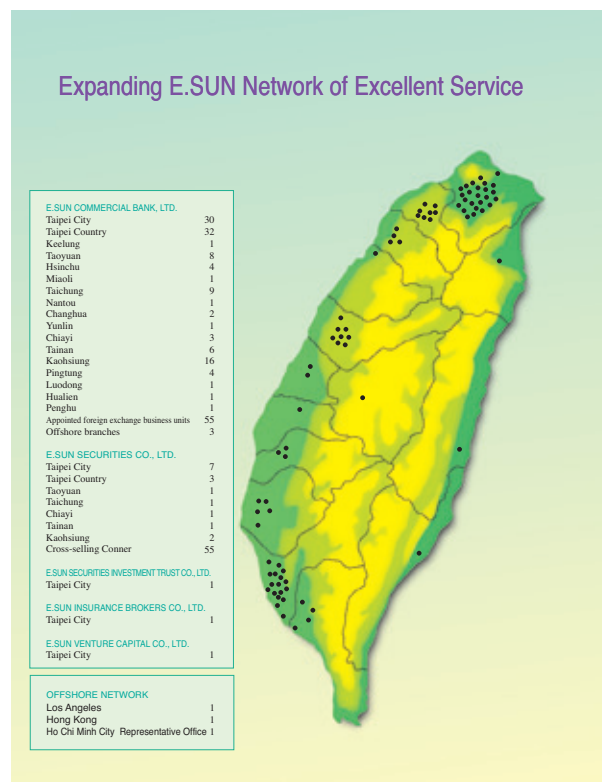 Expanding E.SUN Network of Excellent Service
E.SUN COMMERCIAL BANK, LTD.
Taipei City 30
Taipei Country 32
Keelung 1
Taoyuan 8
Hsinchu 4
Miaoli 1
Taichung 9
Nantou 1
Changhua 2
Yunlin 1
Chiayi 3
Tainan 6
Kaohsiung 16
Pingtung 4
Luodong 1
Hualien 1
Penghu 1
Appointed foreign exchange business units 55
Offshore branches 3
E.SUN SECURITIES CO., LTD.
Taipei City 7
Taipei Country 3
Taoyuan 1
Taichung 1
Chiayi 1
Tainan 1
Kaohsiung 2
Cross-selling Conner 55
E.SUN SECURITIES INVESTMENT TRUST CO., LTD.
Taipei City 1
E.SUN INSURANCE BROKERS CO., LTD.
Taipei City 1
E.SUN VENTURE CAPITAL CO., LTD.
Taipei City 1
OFFSHORE NETWORK
Los Angeles 1
Hong Kong 1
Ho Chi Minh City Representative Office 1